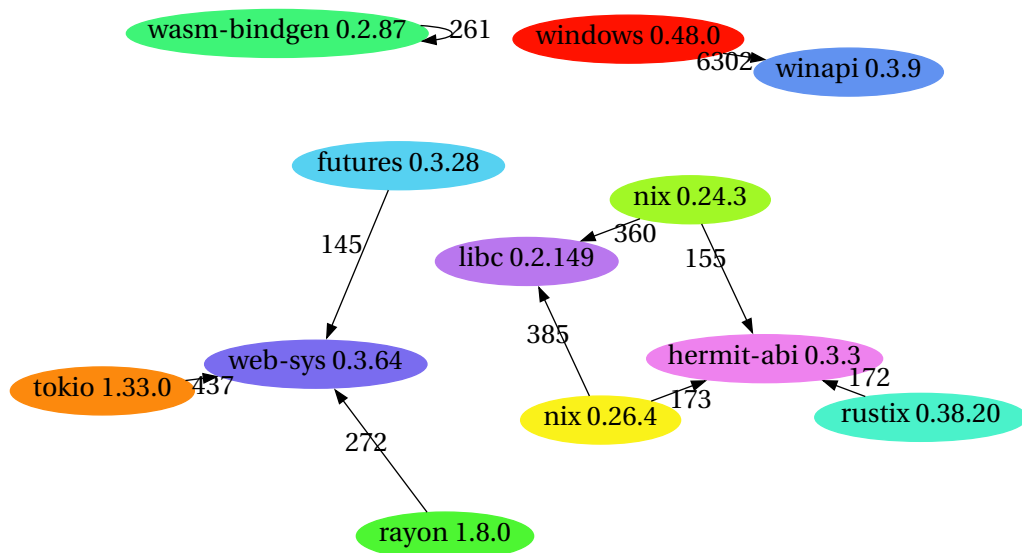 wasm-bindgen 0.2.87
261
windows 0.48.0
6302
winapi 0.3.9
futures 0.3.28
nix 0.24.3
145
360
libc 0.2.149
155
385
web-sys 0.3.64
hermit-abi 0.3.3
tokio 1.33.0
437
172
173
nix 0.26.4
rustix 0.38.20
272
rayon 1.8.0